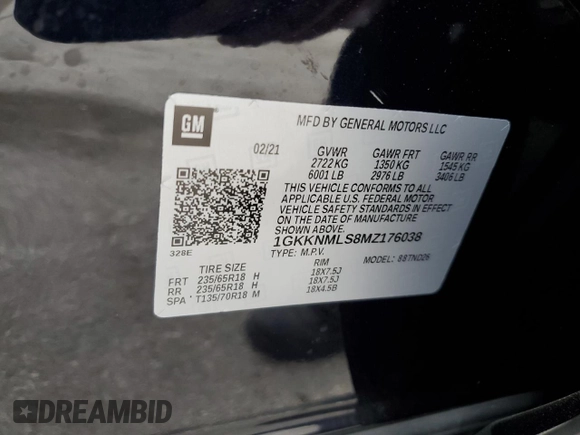 GM
MFD BY GENERAL MOTORS LLC
02/21 GVWR GAWR FRT GAWR RR
2722 KG 1350 KG 1545 KG
6001 LB 2976 LB 3406 LB
THIS VEHICLE CONFORMS TO ALL
APPLICABLE U.S. FEDERAL MOTOR
VEHICLE SAFETY STANDARDS IN
EFFECT ON THE DATE OF MANUFACTURE
SHOWN ABOVE.
328E
1GKKNMLS8MZ176038
TYPE: M.P.V. MODEL:
TIRE SIZE RIM
FRT 235/65R18 H 18X7.5J
RR 235/65R18 H 18X7.5J
SPA T135/70R18 M 18X4.5B
DREAMBID